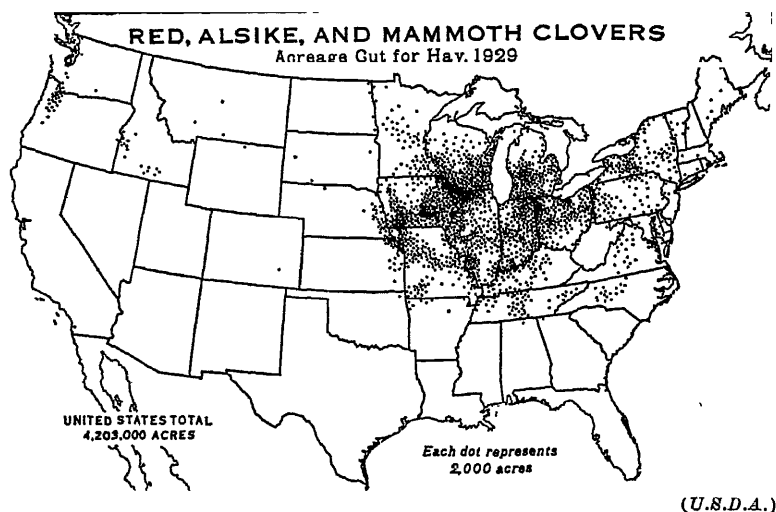 RED, ALSIKE, AND MAMMOTH CLOVERS
Acreage Cut for Hay. 1929
UNITED STATES TOTAL
4,203,000 ACRES
Each dot represents
2,000 acres
(U.S.D.A.)